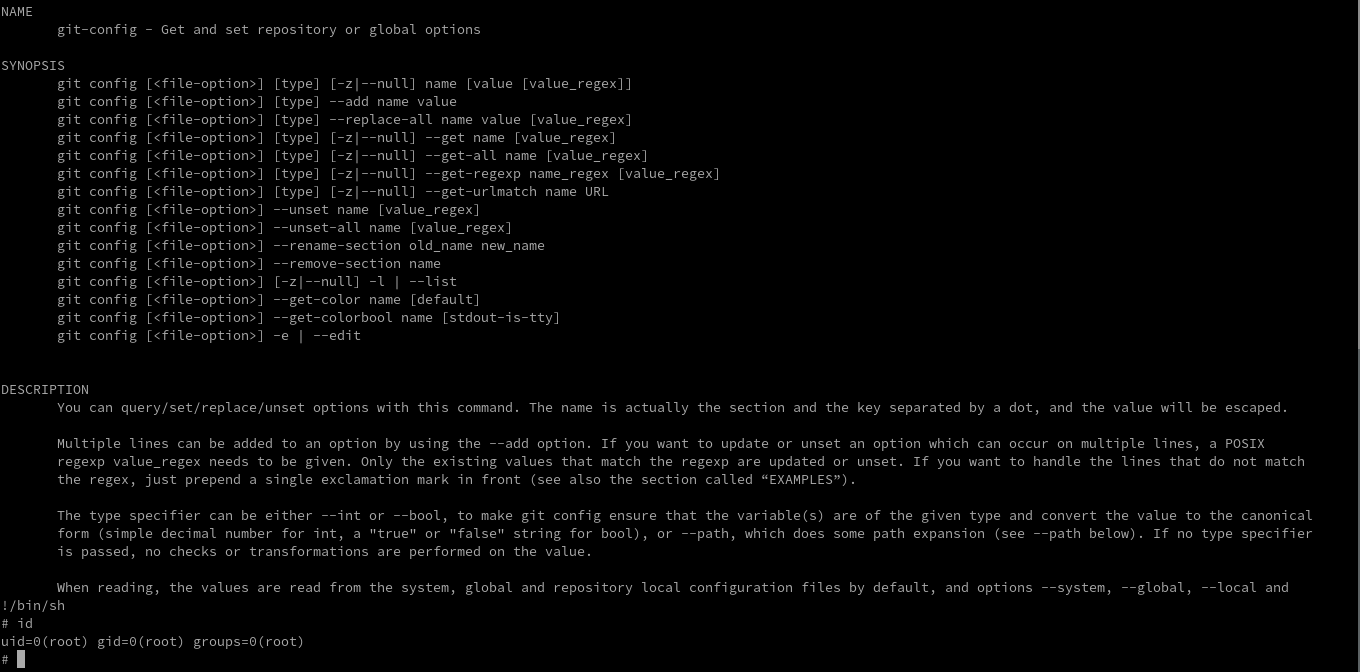 NAME
git-config - Get and set repository or global options
SYNOPSIS
git config [<file-option>] [type] [-z|--null] name [value [value_regex]]
git config [<file-option>] [type] --add name value
git config [<file-option>] [type] --replace-all name value [value_regex]
git config [<file-option>] [type] [-z|--null] --get name [value_regex]
git config [<file-option>] [type] [-z|--null] --get-all name [value_regex]
git config [<file-option>] [type] [-z|--null] --get-regexp name_regex [value_regex]
git config [<file-option>] [type] [-z|--null] --get-urlmatch name URL
git config [<file-option>] --unset name [value_regex]
git config [<file-option>] --unset-all name [value_regex]
git config [<file-option>] --rename-section old_name new_name
git config [<file-option>] --remove-section name
git config [<file-option>] [-z|--null] -l | --list
git config [<file-option>] --get-color name [default]
git config [<file-option>] --get-colorbool name [stdout-is-tty]
git config [<file-option>] -e | --edit
DESCRIPTION
You can query/set/replace/unset options with this command. The name is actually the section and the key separated by a dot, and the value will be escaped.
Multiple lines can be added to an option by using the --add option. If you want to update or unset an option which can occur on multiple lines, a POSIX
regexp value_regex needs to be given. Only the existing values that match the regexp are updated or unset. If you want to handle the lines that do not match
the regex, just prepend a single exclamation mark in front (see also the section called “EXAMPLES”).
The type specifier can be either --int or --bool, to make git config ensure that the variable(s) are of the given type and convert the value to the canonical
form (simple decimal number for int, a "true" or "false" string for bool), or --path, which does some path expansion (see --path below). If no type specifier
is passed, no checks or transformations are performed on the value.
When reading, the values are read from the system, global and repository local configuration files by default, and options --system, --global, --local and
!/bin/sh
# id
uid=0(root) gid=0(root) groups=0(root)
#